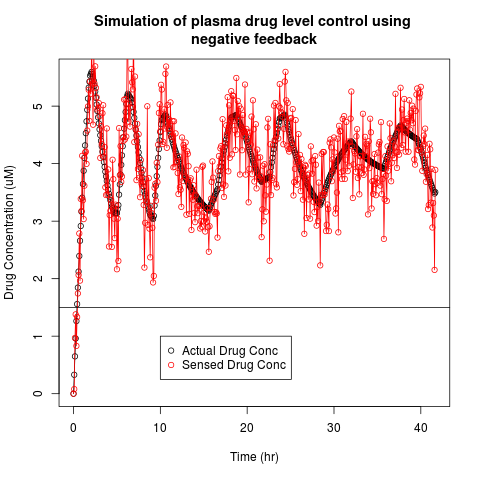 Simulation of plasma drug level control using
negative feedback
Drug Concentration (uM)
5
4
3
2
1
0
Actual Drug Conc
Sensed Drug Conc
0 10 20 30 40
Time (hr)